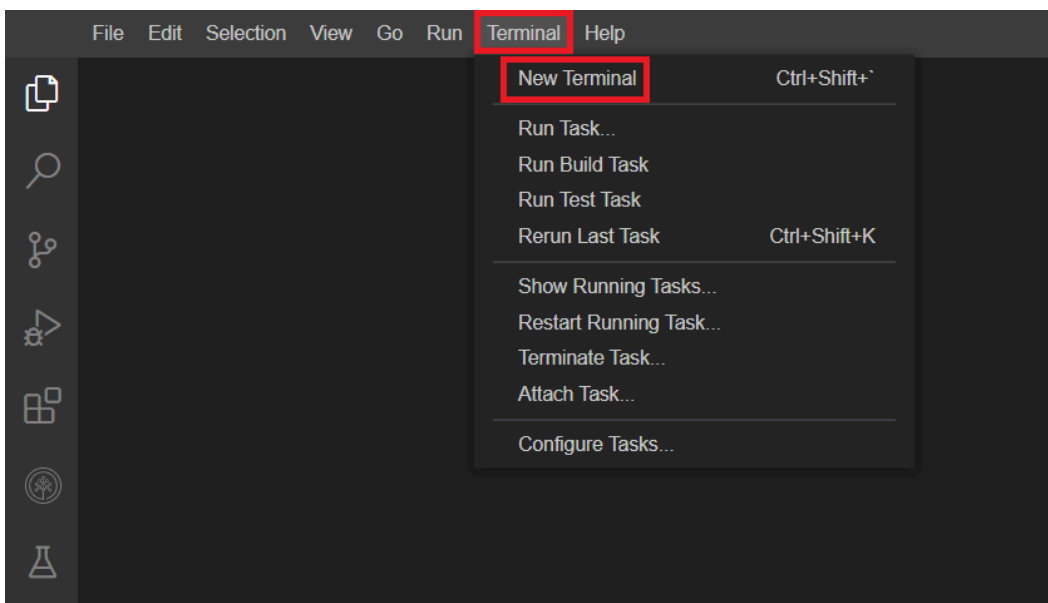 File Edit Selection View Go Run Terminal Help
New Terminal Ctrl+Shift+`
Run Task...
Run Build Task
Run Test Task
Rerun Last Task Ctrl+Shift+K
Show Running Tasks...
Restart Running Task...
Terminate Task...
Attach Task...
Configure Tasks...